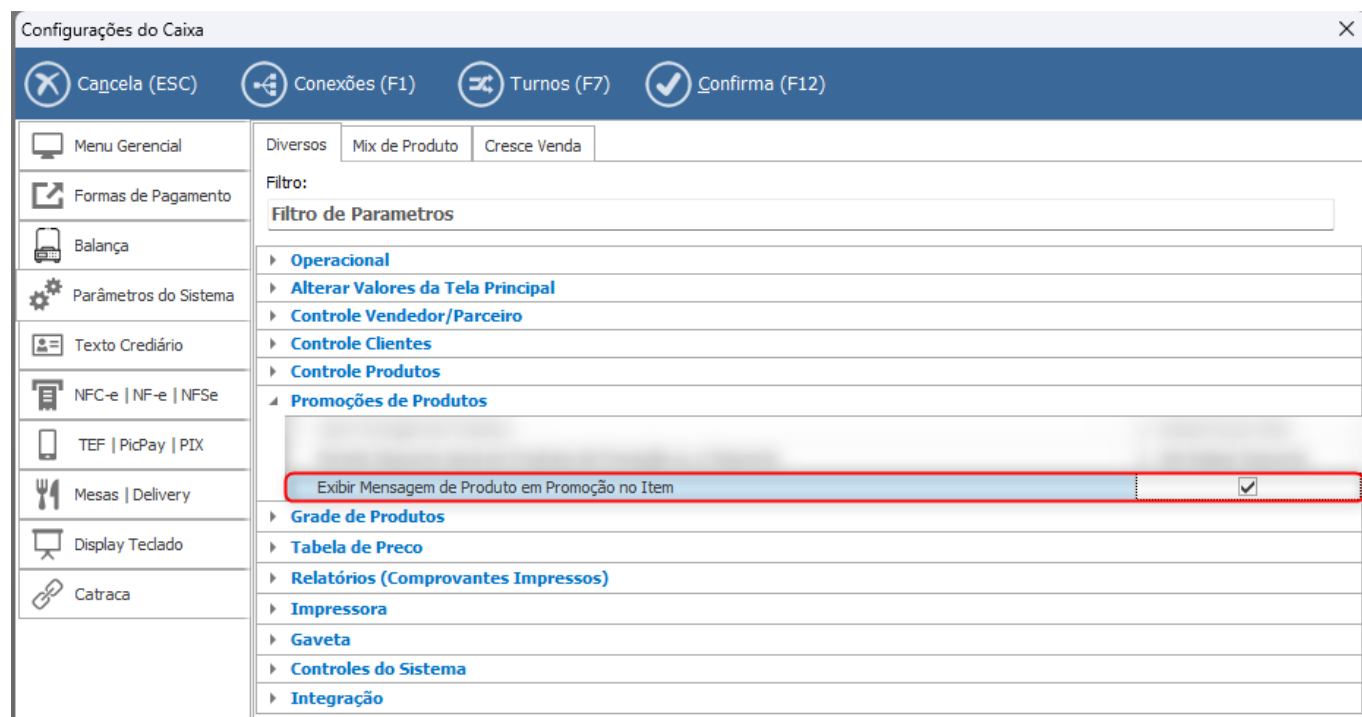 Configurações do Caixa
Cancela (ESC) Conexões (F1) Turnos (F7) Confirma (F12)
Menu Gerencial
Formas de Pagamento
Balança
Parâmetros do Sistema
Texto Crediário
NFC-e | NF-e | NFSe
TEF | PicPay | PIX
Mesas | Delivery
Display Teclado
Catraca
Diversos Mix de Produto Cresce Venda
Filtro:
Filtro de Parametros
Operacional
Alterar Valores da Tela Principal
Controle Vendedor/Parceiro
Controle Clientes
Controle Produtos
Promoções de Produtos
Exibir Mensagem de Produto em Promoção no Item
Grade de Produtos
Tabela de Preco
Relatórios (Comprovantes Impressos)
Impressora
Gaveta
Controles do Sistema
Integração